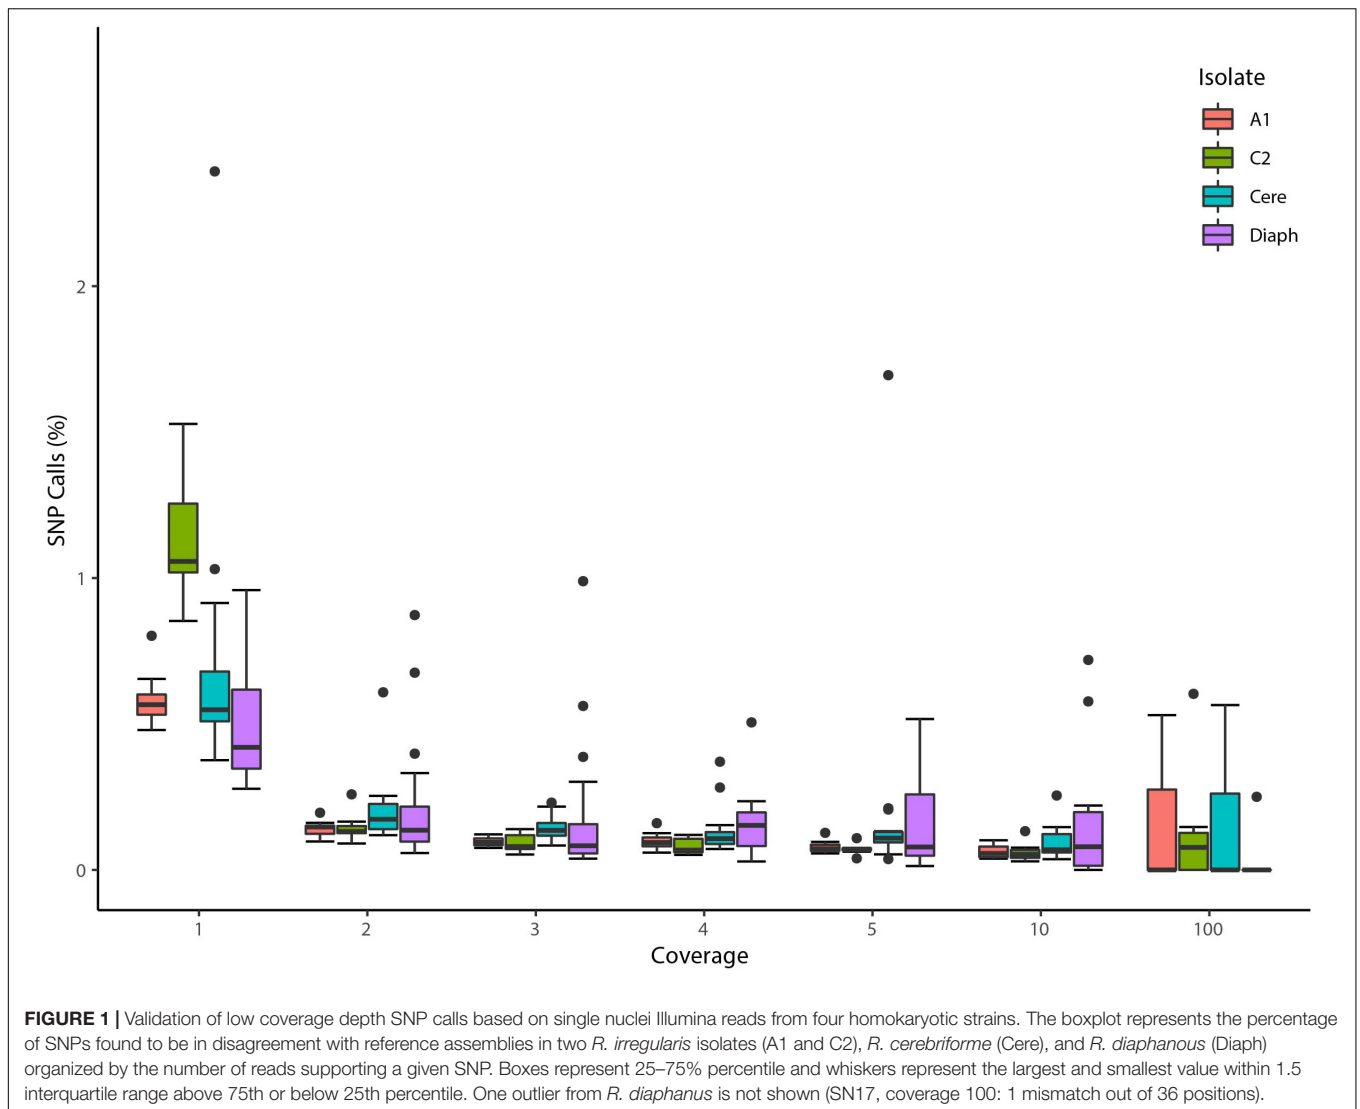 Isolate
A1
C2
Cere
Diaph
2
1
0
SNP Calls (%)
1 2 3 4 5 10 100
Coverage
FIGURE 1 | Validation of low coverage depth SNP calls based on single nuclei Illumina reads from four homokaryotic strains. The boxplot represents the percentage
of SNPs found to be in disagreement with reference assemblies in two R. irregularis isolates (A1 and C2), R. cerebriforme (Cere), and R. diaphanous (Diaph)
organized by the number of reads supporting a given SNP. Boxes represent 25–75% percentile and whiskers represent the largest and smallest value within 1.5
interquartile range above 75th or below 25th percentile. One outlier from R. diaphanus is not shown (SN17, coverage 100: 1 mismatch out of 36 positions).